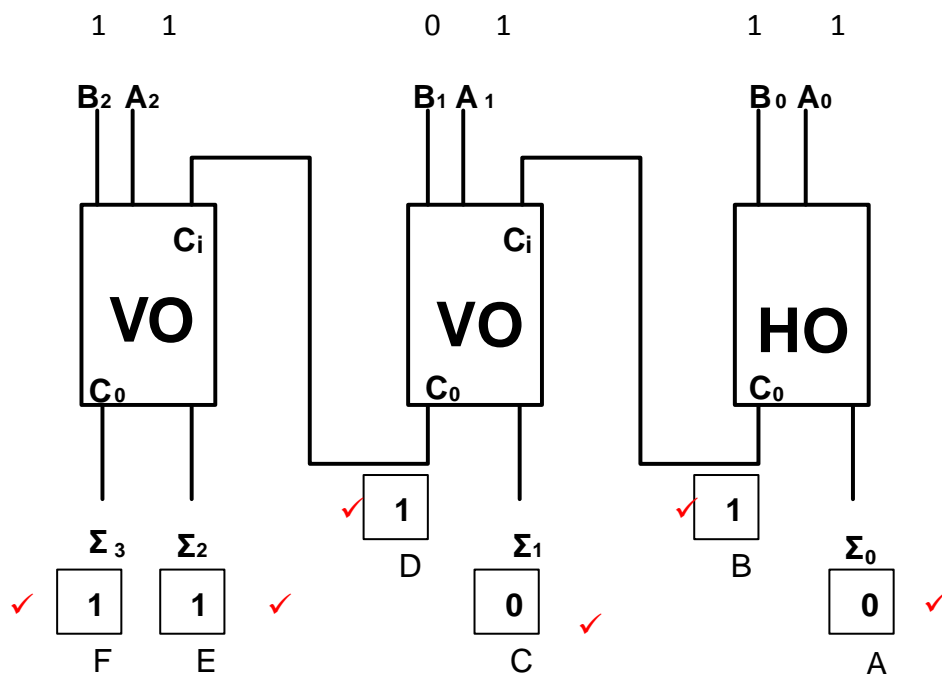 1 1 0 1 1 1
B₂ A₂ B₁ A₁ B₀ A₀
Cᵢ Cᵢ
VO VO HO
C₀ C₀ C₀
1 1
Σ₃ Σ₂ D Σ₁ B Σ₀
1 1 0 0
F E C A